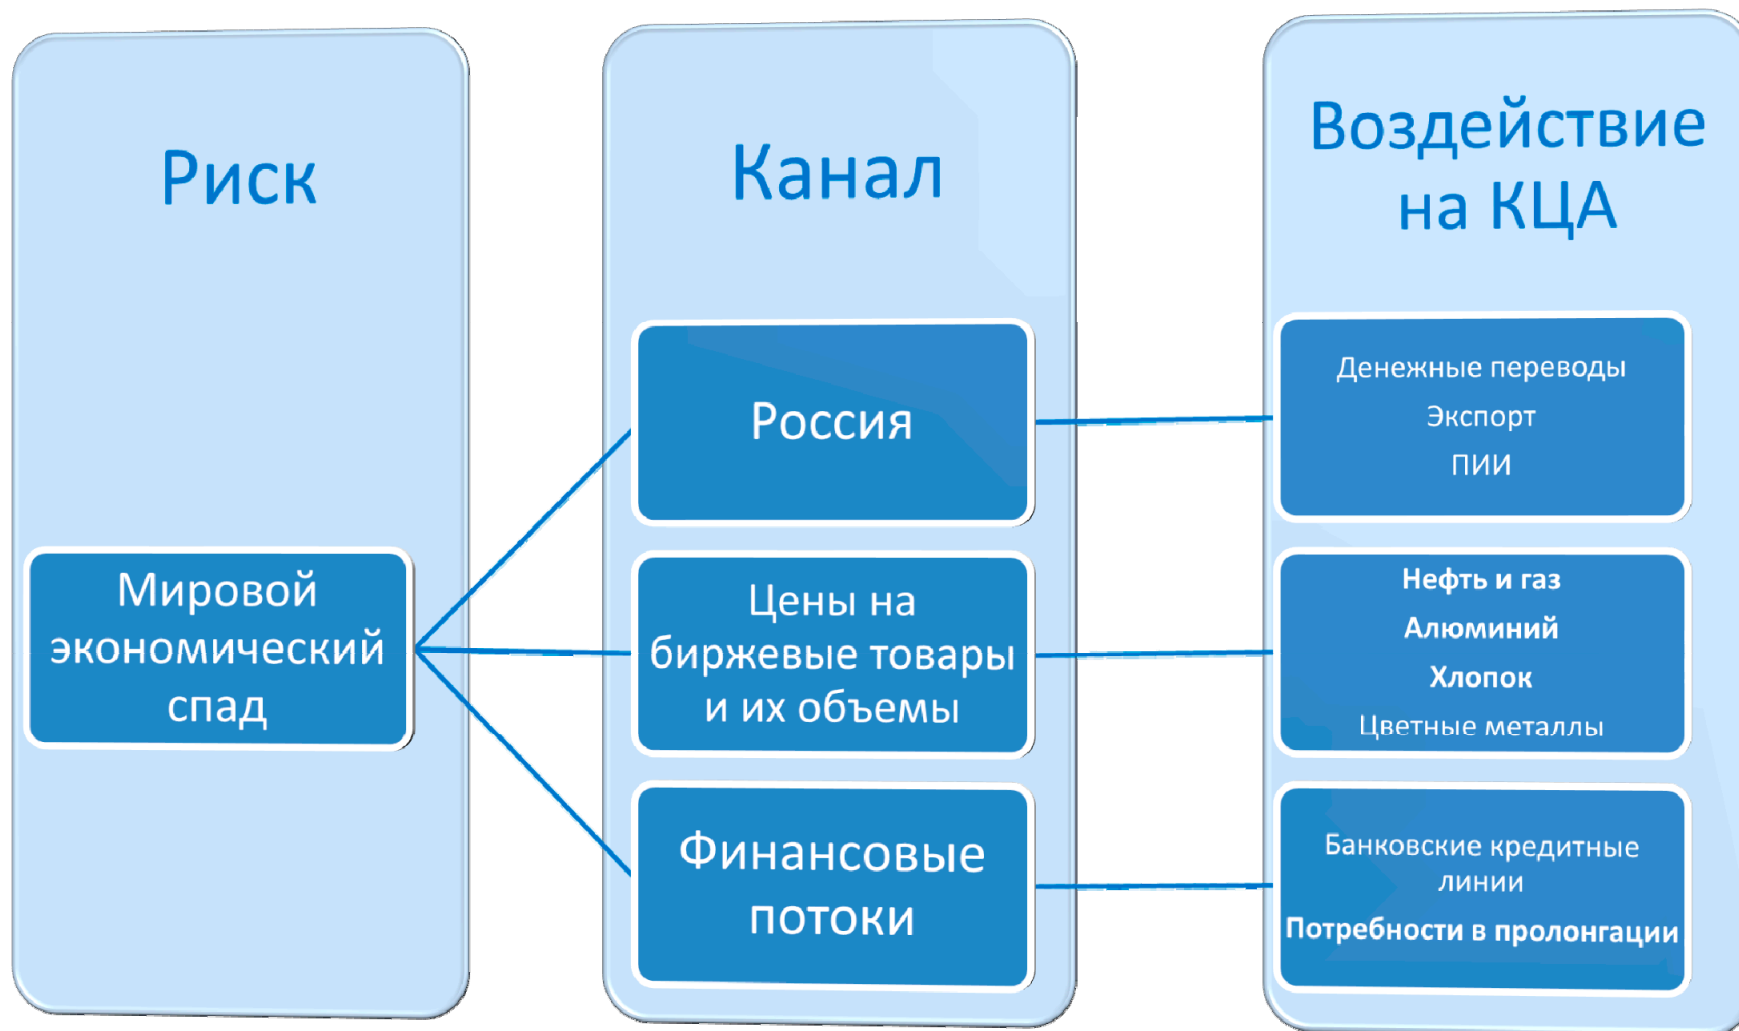 Риск
Мировой
экономический
спад
Канал
Россия
Цены на
биржевые товары
и их объемы
Финансовые
потоки
Воздействие
на КЦА
Денежные переводы
Экспорт
ПИИ
Нефть и газ
Алюминий
Хлопок
Цветные металлы
Банковские кредитные
линии
Потребности в пролонгации